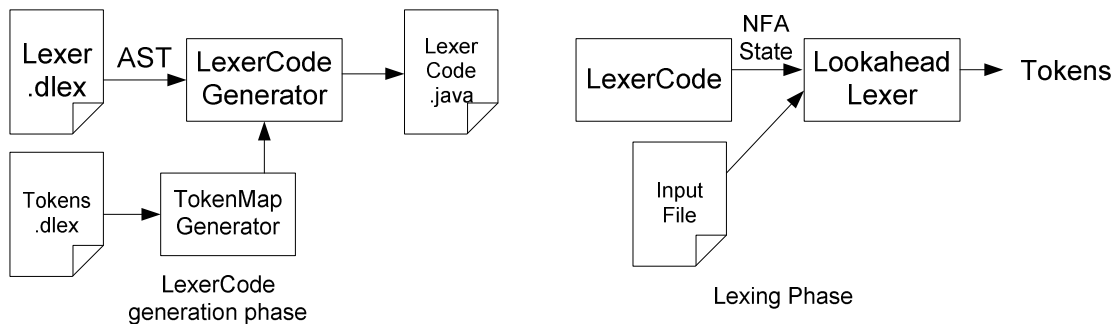 Lexer
.dlex
AST
LexerCode
Generator
Lexer
Code
.java
Tokens
.dlex
TokenMap
Generator
LexerCode
generation phase
LexerCode
NFA
State
Lookahead
Lexer
Tokens
Input
File
Lexing Phase